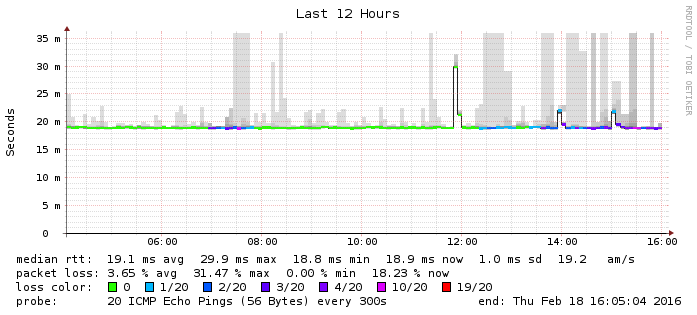 Last 12 Hours
RRDTOOL / TOBI OETIKER
Seconds
35 m
30 m
25 m
20 m
15 m
10 m
5 m
0
06:00 08:00 10:00 12:00 14:00 16:00
median rtt: 19.1 ms avg 29.9 ms max 18.8 ms min 18.9 ms now 1.0 ms sd 19.2 am/s
packet loss: 3.65 % avg 31.47 % max 0.00 % min 18.23 % now
loss color: 0 1/20 2/20 3/20 4/20 10/20 19/20
probe: 20 ICMP Echo Pings (56 Bytes) every 300s end: Thu Feb 18 16:05:04 2016